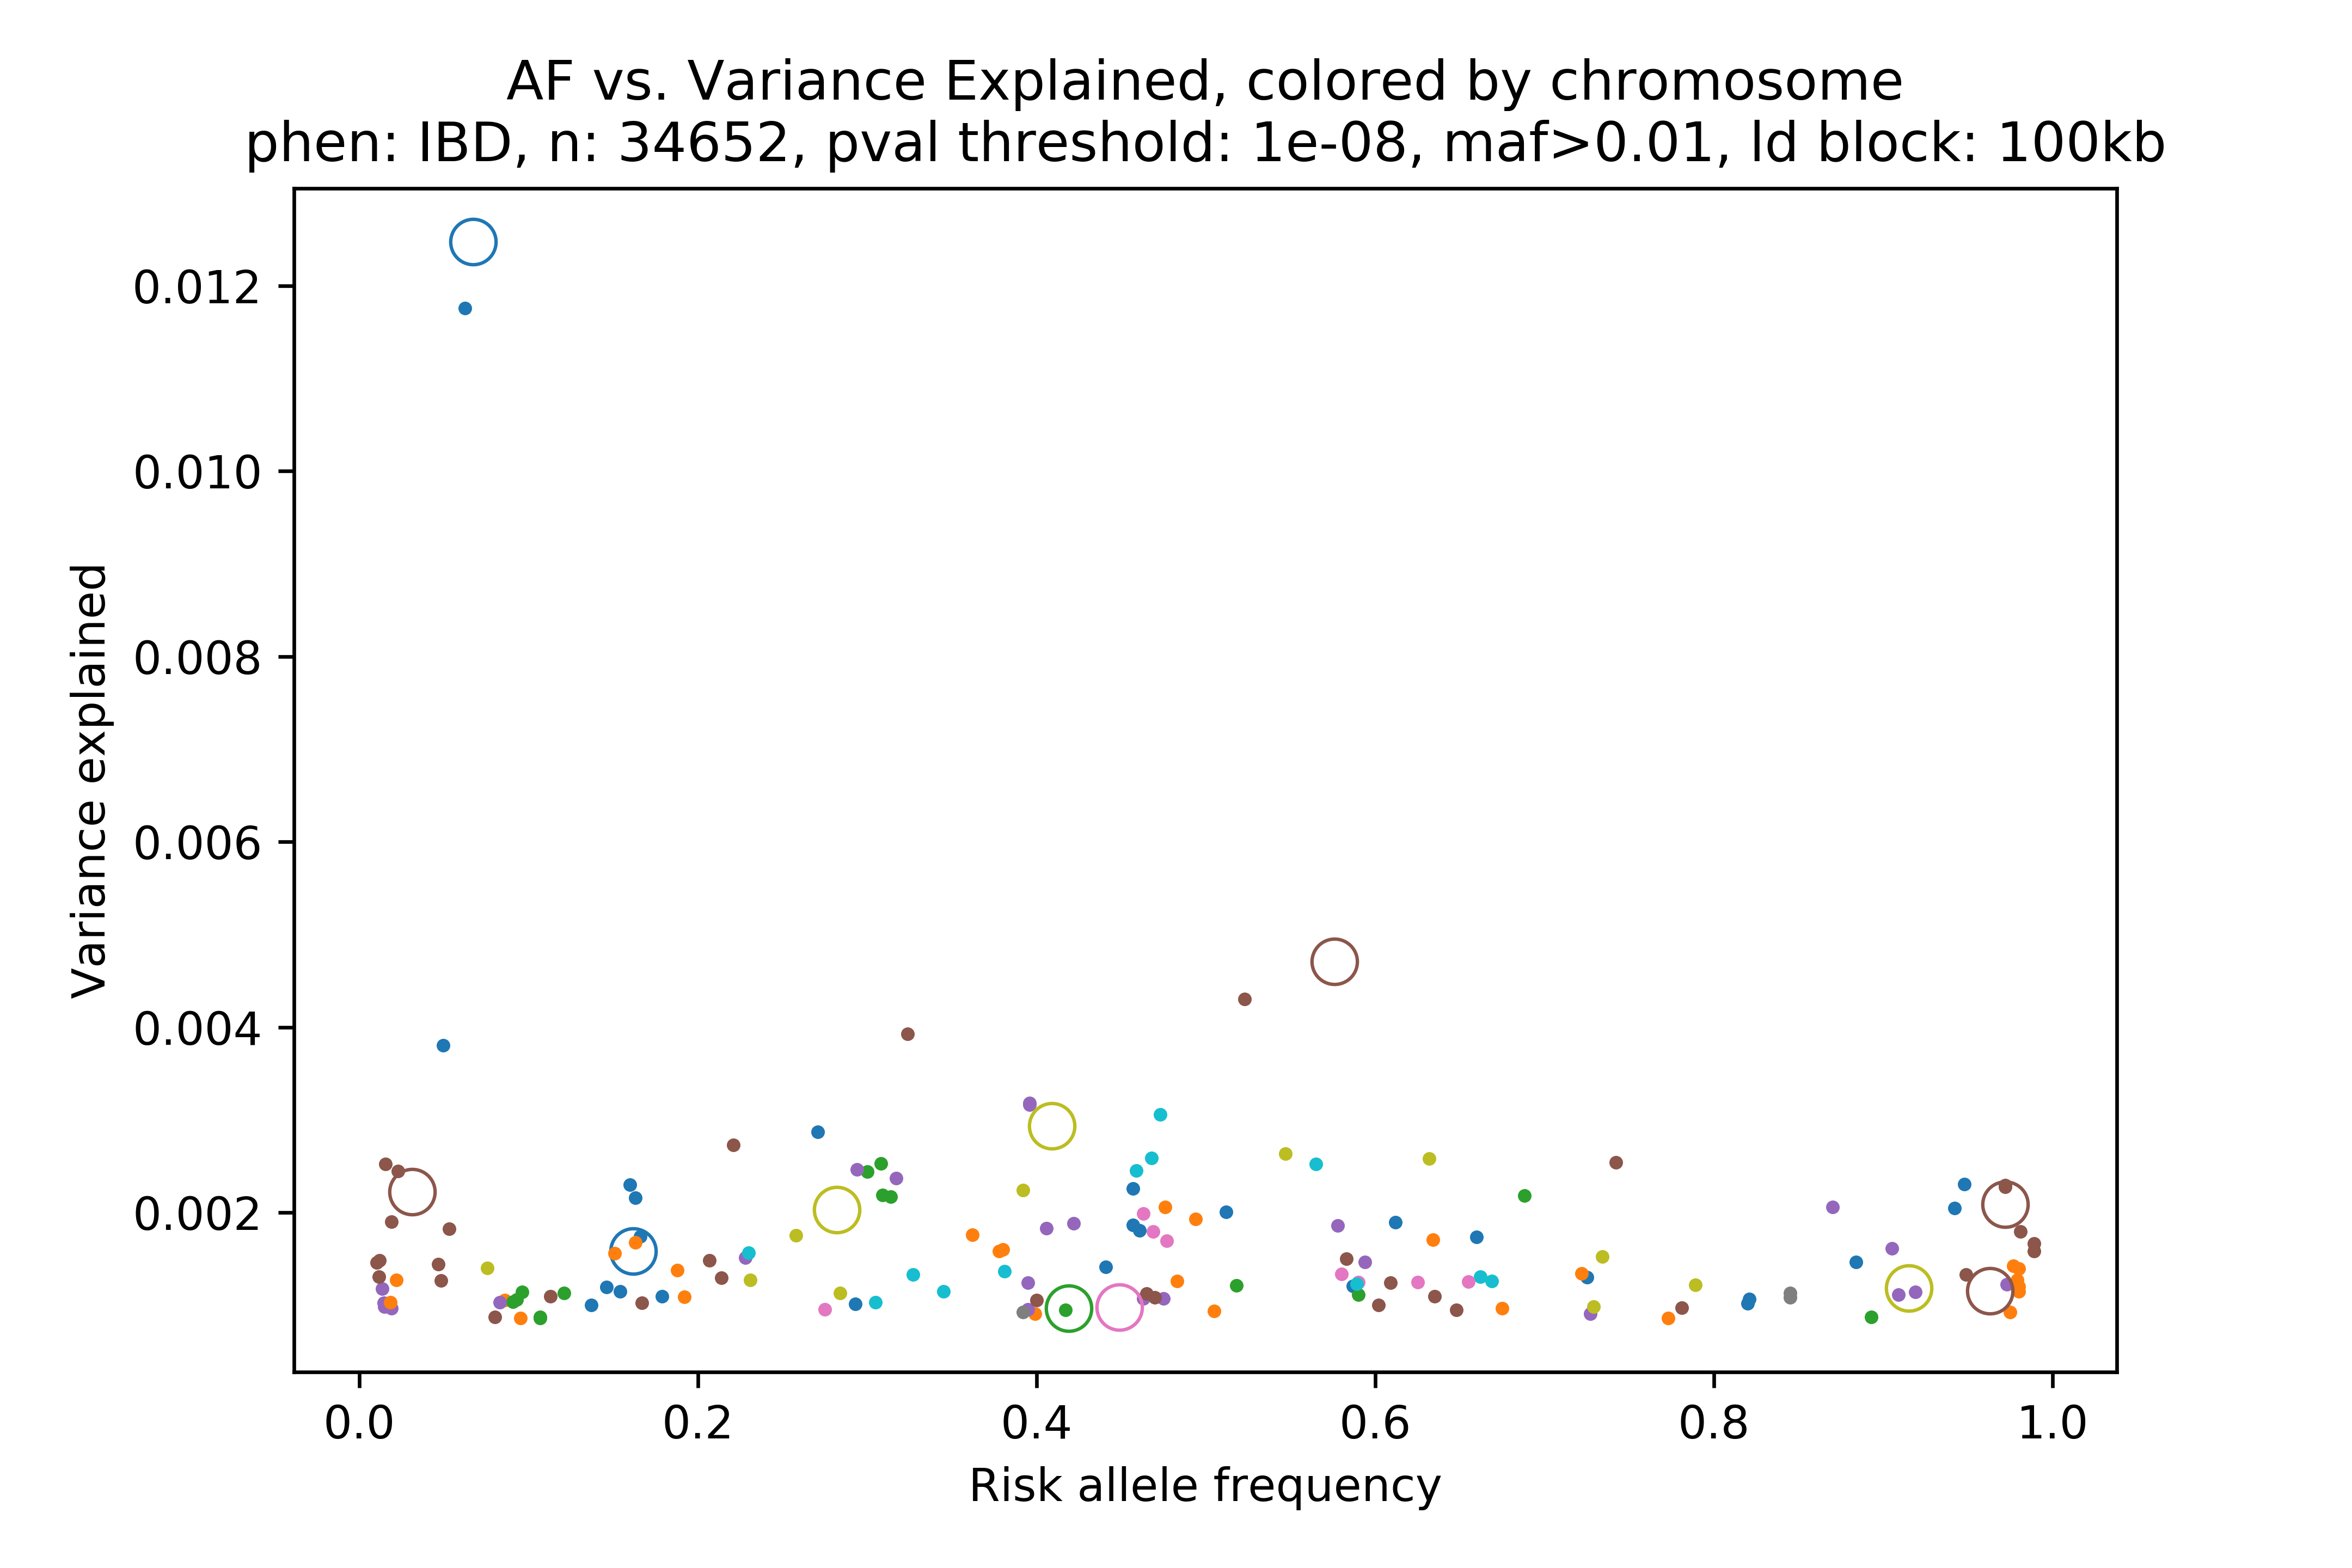 AF vs. Variance Explained, colored by chromosome
phen: IBD, n: 34652, pval threshold: 1e-08, maf>0.01, ld block: 100kb
Variance explained
0.012
0.010
0.008
0.006
0.004
0.002
0.0 0.2 0.4 0.6 0.8 1.0
Risk allele frequency